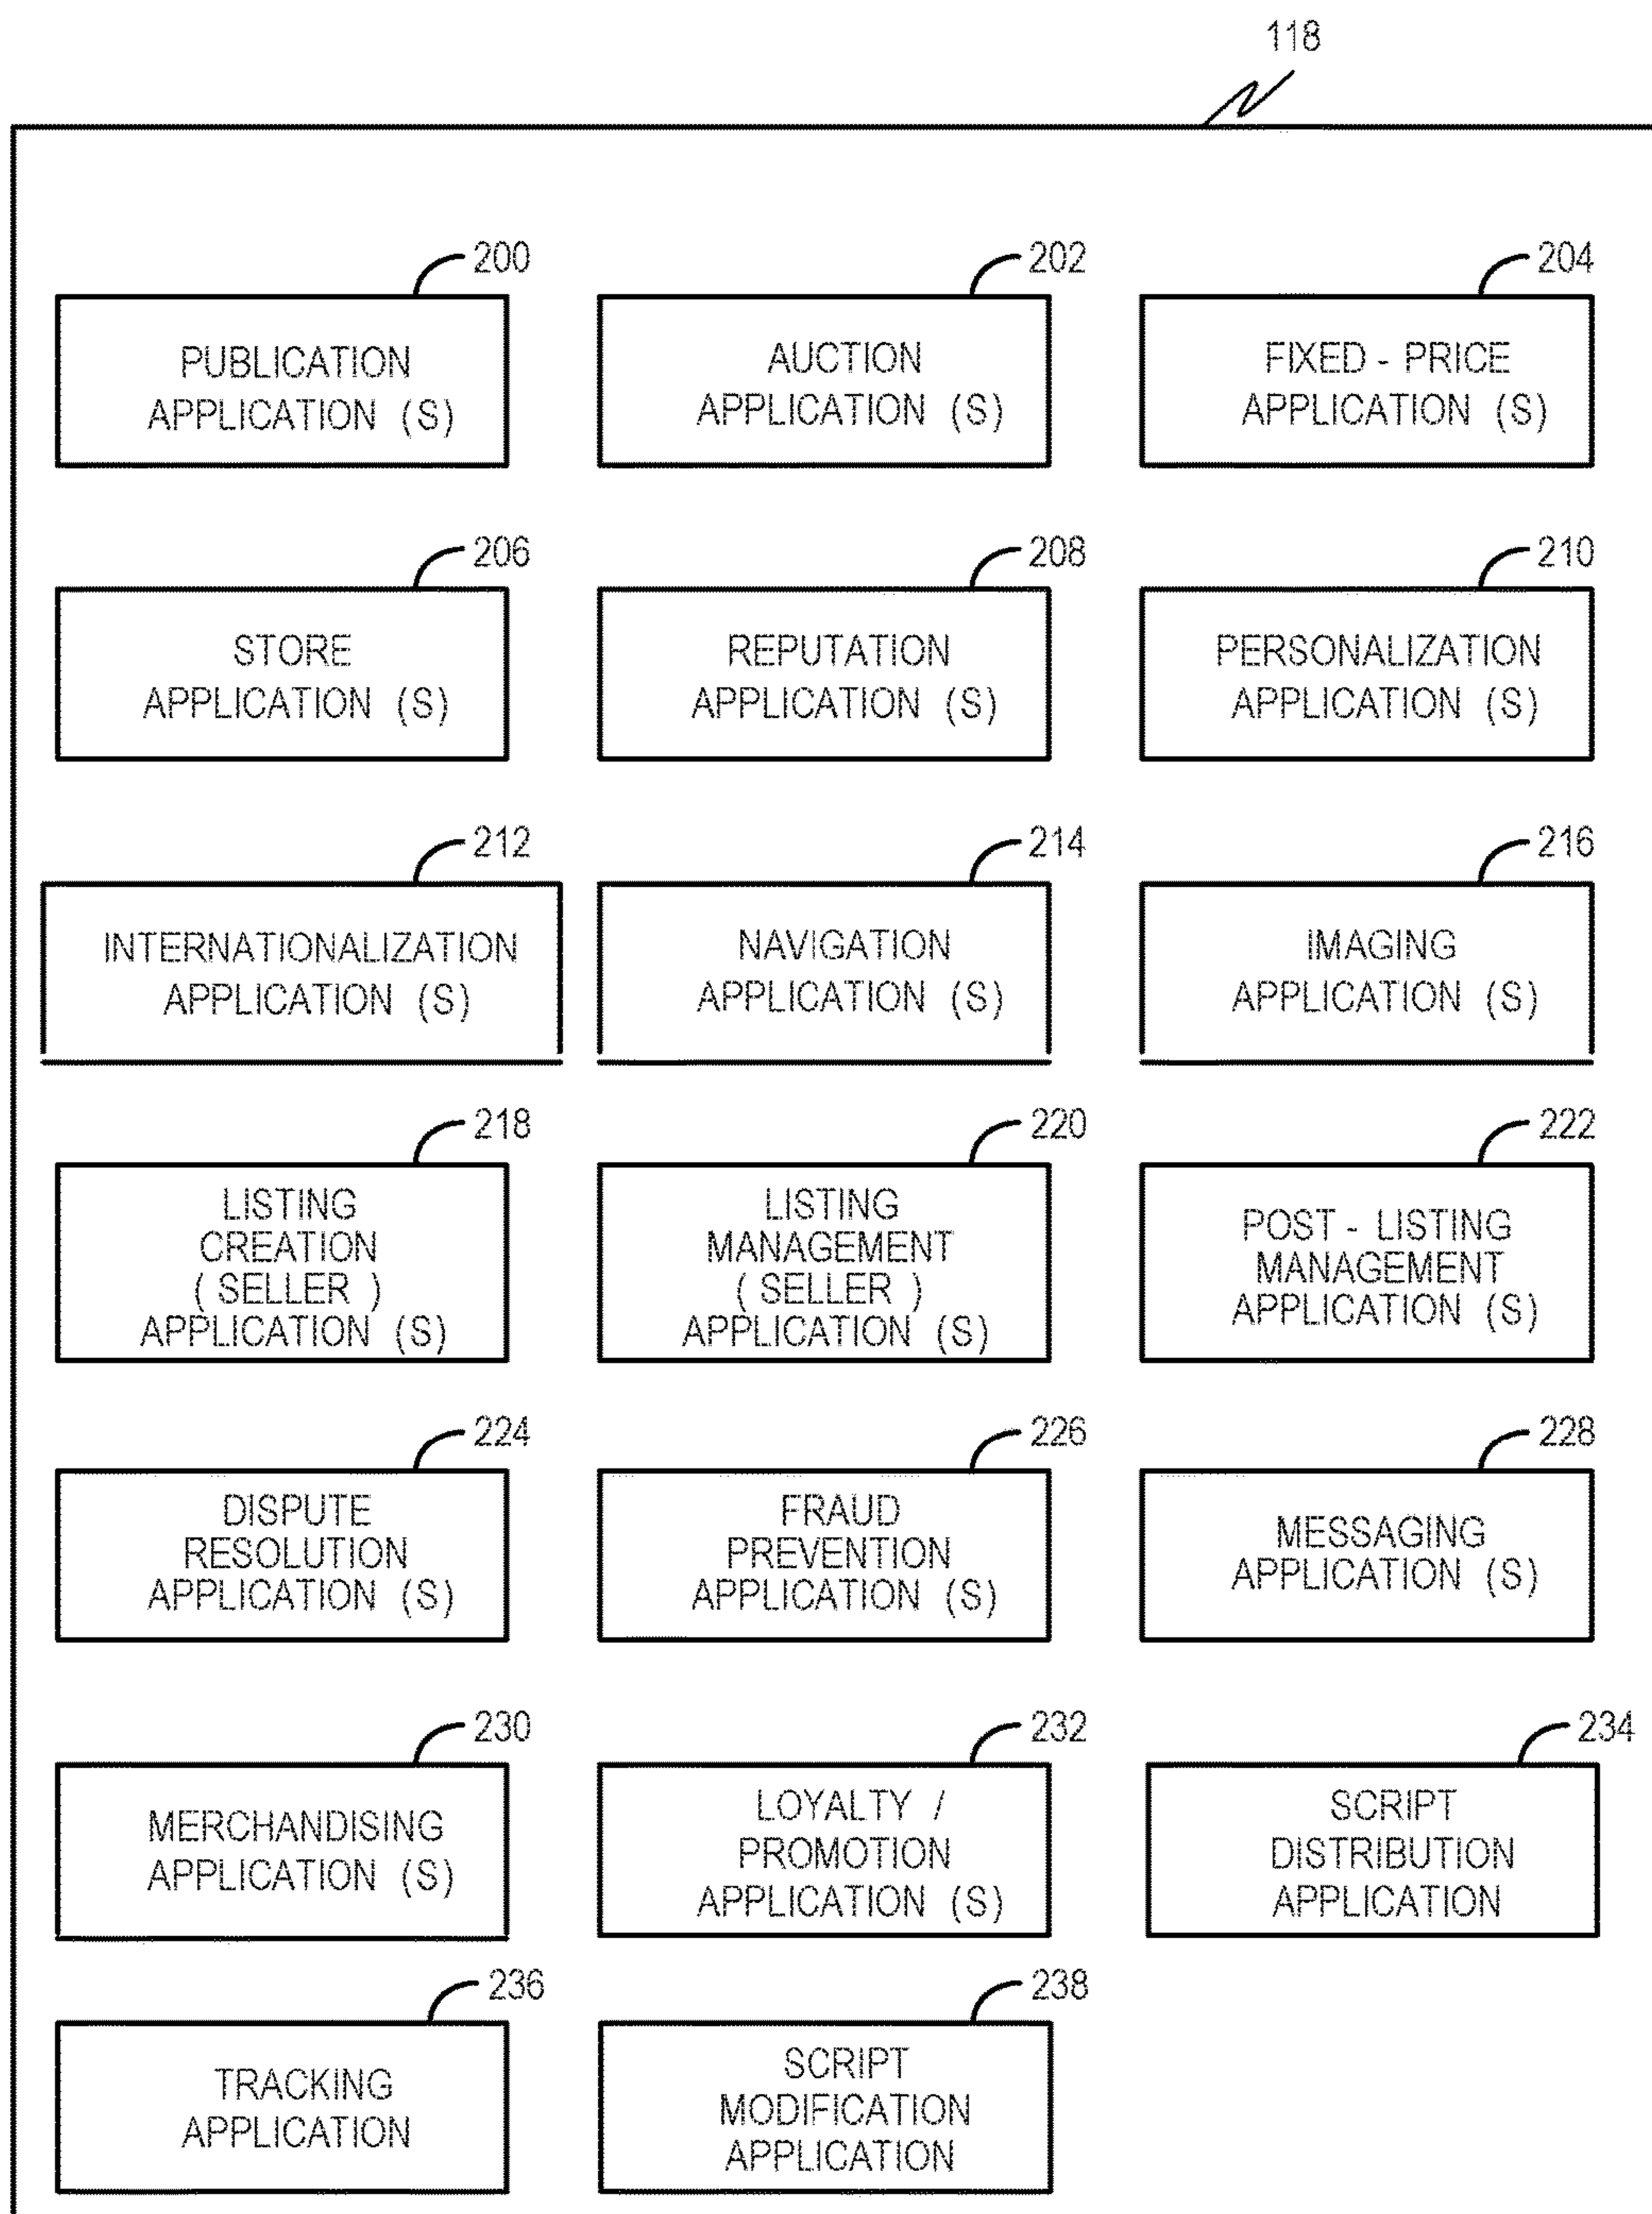 118
200
PUBLICATION
APPLICATION (S)
202
AUCTION
APPLICATION (S)
204
FIXED - PRICE
APPLICATION (S)
206
STORE
APPLICATION (S)
208
REPUTATION
APPLICATION (S)
210
PERSONALIZATION
APPLICATION (S)
212
INTERNATIONALIZATION
APPLICATION (S)
214
NAVIGATION
APPLICATION (S)
216
IMAGING
APPLICATION (S)
218
LISTING
CREATION
( SELLER )
APPLICATION (S)
220
LISTING
MANAGEMENT
( SELLER )
APPLICATION (S)
222
POST - LISTING
MANAGEMENT
APPLICATION (S)
224
DISPUTE
RESOLUTION
APPLICATION (S)
226
FRAUD
PREVENTION
APPLICATION (S)
228
MESSAGING
APPLICATION (S)
230
MERCHANDISING
APPLICATION (S)
232
LOYALTY /
PROMOTION
APPLICATION (S)
234
SCRIPT
DISTRIBUTION
APPLICATION
236
TRACKING
APPLICATION
238
SCRIPT
MODIFICATION
APPLICATION